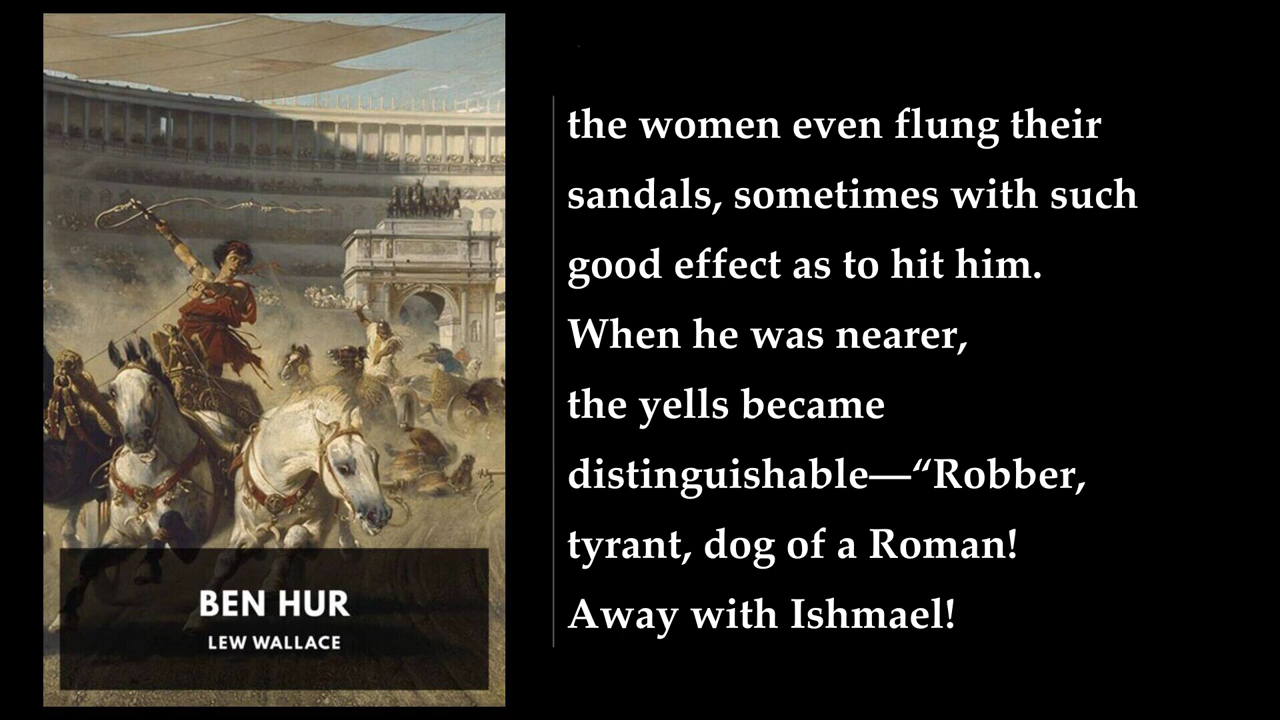 BEN HUR
LEW WALLACE
the women even flung their
sandals, sometimes with such
good effect as to hit him.
When he was nearer,
the yells became
distinguishable—“Robber,
tyrant, dog of a Roman!
Away with Ishmael!